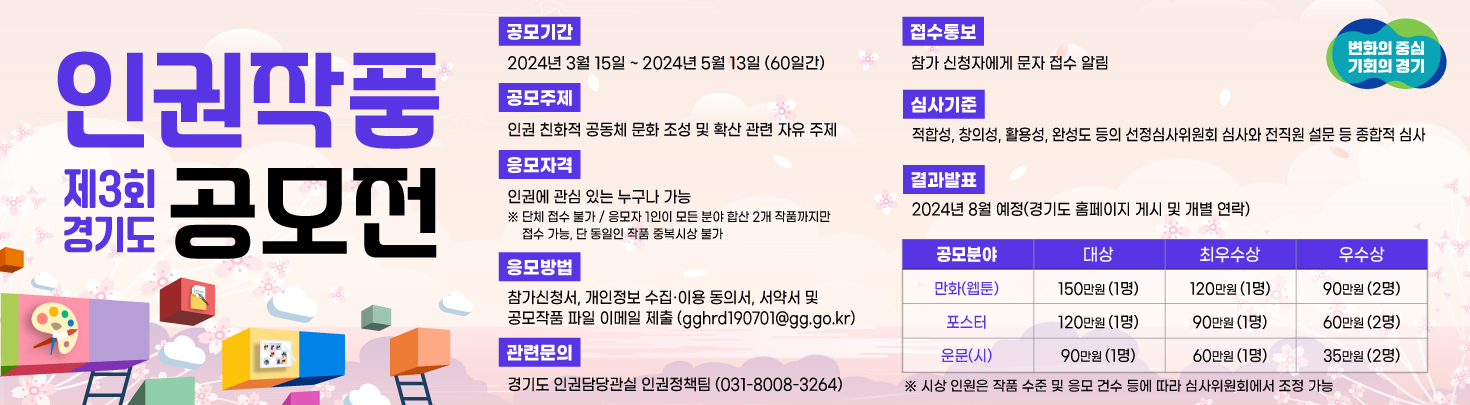 인권작품
제3회
경기도
공모전
공모기간
2024년 3월 15일 ~ 2024년 5월 13일 (60일간)
공모주제
인권 친화적 공동체 문화 조성 및 확산 관련 자유 주제
응모자격
인권에 관심 있는 누구나 가능
※ 단체 접수 불가 / 응모자 1인이 모든 분야 합산 2개 작품까지만
접수 가능, 단 동일인 작품 중복시상 불가
응모방법
참가신청서, 개인정보 수집·이용 동의서, 서약서 및
공모작품 파일 이메일 제출 (gghrd190701@gg.go.kr)
관련문의
경기도 인권담당관실 인권정책팀 (031-8008-3264)
접수통보
참가 신청자에게 문자 접수 알림
심사기준
적합성, 창의성, 활용성, 완성도 등의 선정심사위원회 심사와 전직원 설문 등 종합적 심사
결과발표
2024년 8월 예정(경기도 홈페이지 게시 및 개별 연락)
공모분야 대상 최우수상 우수상
만화(웹툰) 150만원 (1명) 120만원 (1명) 90만원 (2명)
포스터 120만원 (1명) 90만원 (1명) 60만원 (2명)
운문(시) 90만원 (1명) 60만원 (1명) 35만원 (2명)
※ 시상 인원은 작품 수준 및 응모 건수 등에 따라 심사위원회에서 조정 가능
변화의 중심
기회의 경기